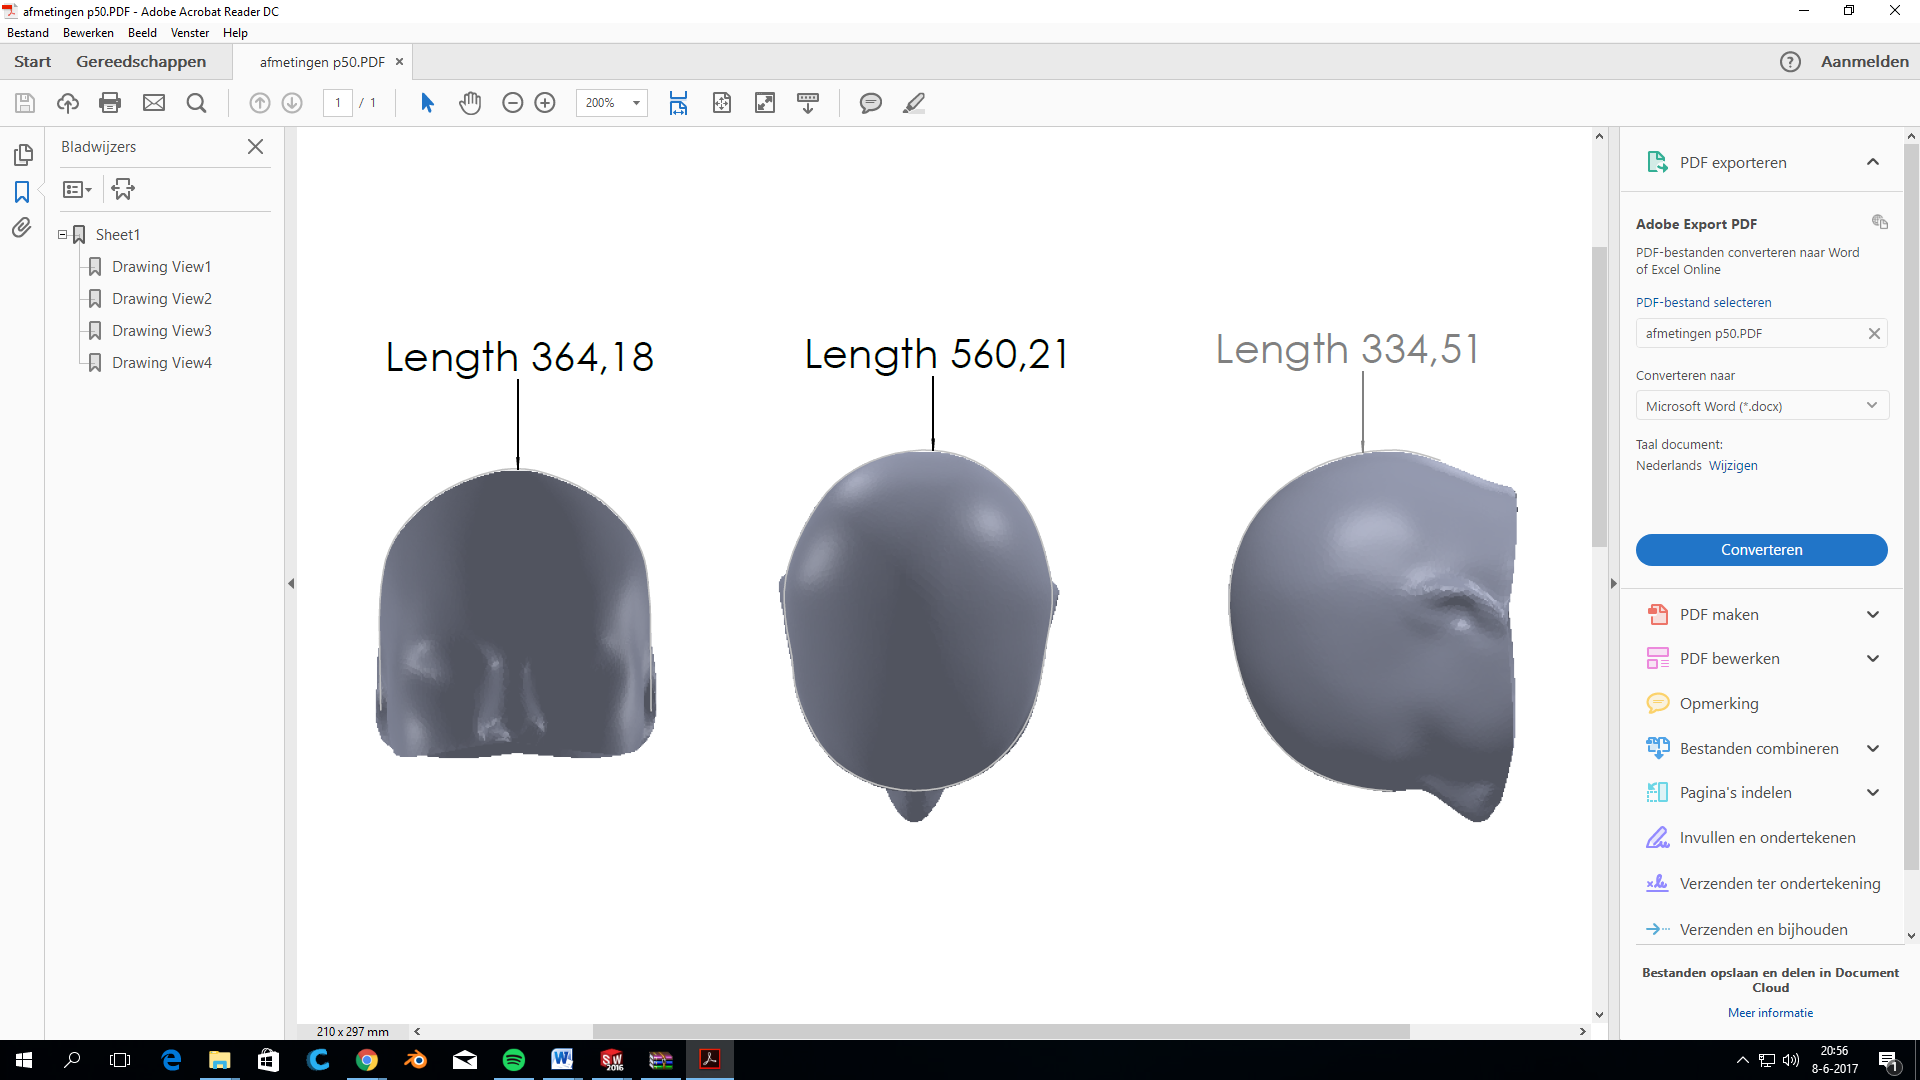 afmetingen p50.PDF - Adobe Acrobat Reader DC
Bestand Bewerken Beeld Venster Help
Start Gereedschappen afmetingen p50.PDF × ? Aanmelden
1 / 1 200%
Bladwijzers
Sheet1
Drawing View1
Drawing View2
Drawing View3
Drawing View4
Length 364,18
Length 560,21
Length 334,51
210 x 297 mm
PDF exporteren
Adobe Export PDF
PDF-bestanden converteren naar Word
of Excel Online
PDF-bestand selecteren
afmetingen p50.PDF
Converteren naar
Microsoft Word (*.docx)
Taal document:
Nederlands Wijzigen
Converteren
PDF maken
PDF bewerken
Opmerking
Bestanden combineren
Pagina's indelen
Invullen en ondertekenen
Verzenden ter ondertekening
Verzenden en bijhouden
Bestanden opslaan en delen in Document
Cloud
Meer informatie
SW
2016
20:56
8-6-2017
1